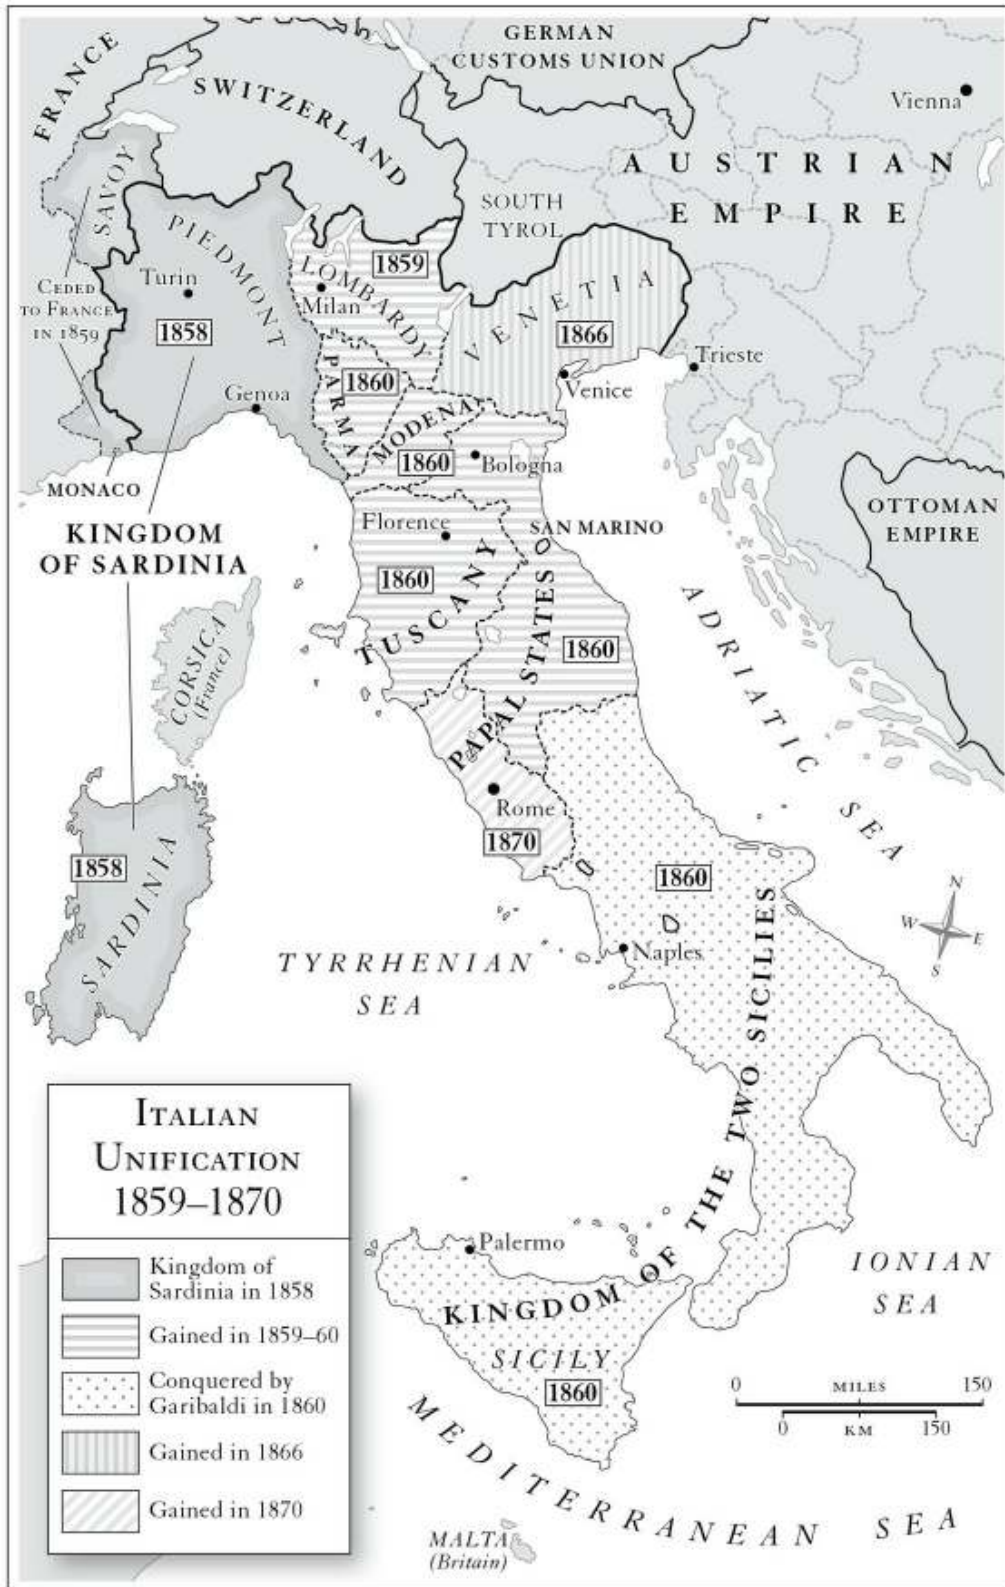 GERMAN
CUSTOMS UNION
FRANCE
SWITZERLAND
Vienna
AUSTRIAN
EMPIRE
SAVOY
PIEDMONT
SOUTH
TYROL
1859
LOMBARDY
Milan
VENETIA
1866
Turin
CEDED
TO FRANCE
IN 1859
1858
Trieste
Venice
PARMA
1860
Genoa
MODENA
1860
Bologna
MONACO
OTTOMAN
EMPIRE
KINGDOM
OF SARDINIA
Florence
SAN MARINO
1860
TUSCANY
PAPAL STATES
1860
ADRIATIC SEA
CORSICA
(France)
Rome
1870
1858
SARDINIA
1860
N
W
E
S
Naples
TYRRHENIAN
SEA
KINGDOM OF THE TWO SICILIES
ITALIAN
UNIFICATION
1859–1870
Kingdom of
Sardinia in 1858
Gained in 1859–60
Conquered by
Garibaldi in 1860
Gained in 1866
Gained in 1870
Palermo
IONIAN
SEA
SICILY
1860
0 MILES 150
0 KM 150
MEDITERRANEAN SEA
MALTA
(Britain)